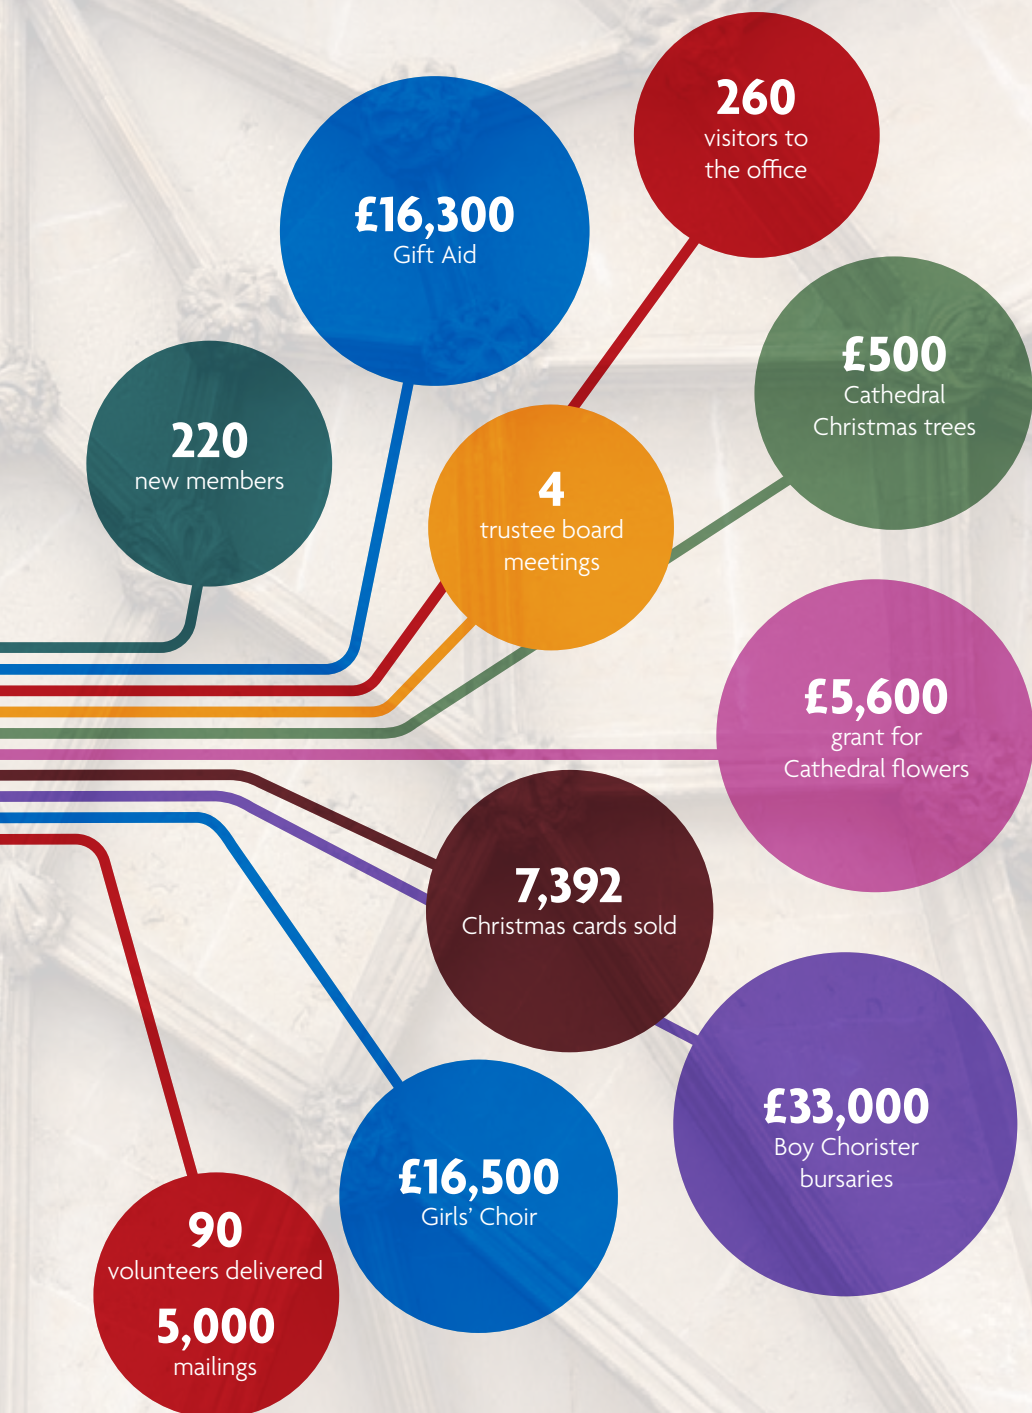 260
visitors to
the office
£16,300
Gift Aid
£500
Cathedral
Christmas trees
220
new members
4
trustee board
meetings
£5,600
grant for
Cathedral flowers
7,392
Christmas cards sold
£33,000
Boy Chorister
bursaries
£16,500
Girls’ Choir
90
volunteers delivered
5,000
mailings